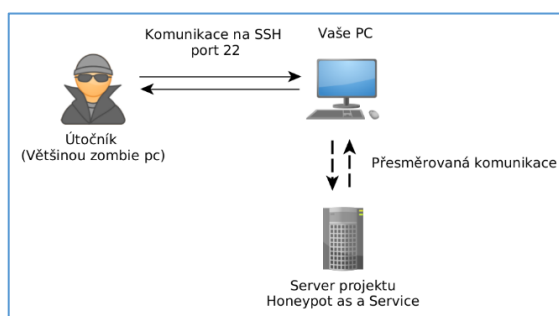 Komunikace na SSH
port 22
Vaše PC
Útočník
(Většinou zombie pc)
Přesměrovaná komunikace
Server projektu
Honeypot as a Service